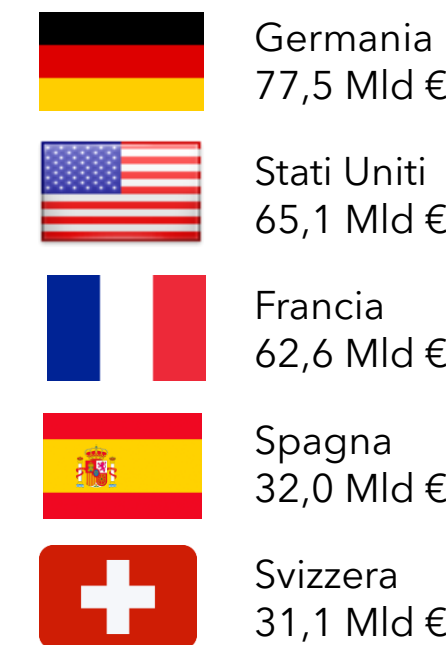 Germania
77,5 Mld €
Stati Uniti
65,1 Mld €
Francia
62,6 Mld €
Spagna
32,0 Mld €
Svizzera
31,1 Mld €